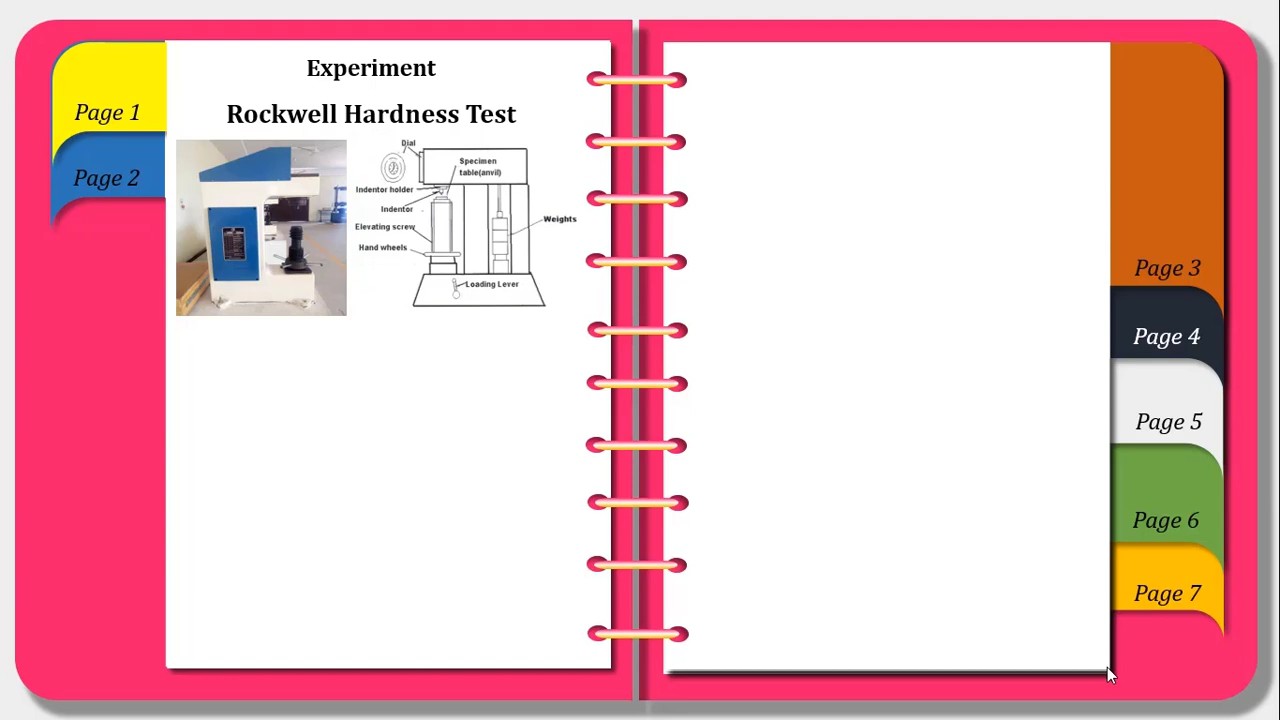 Experiment
Rockwell Hardness Test
Page 1
Page 2
Dial
Specimen
table(anvil)
Indentor holder
Indentor
Elevating screw
Hand wheels
Weights
Loading Lever
Page 3
Page 4
Page 5
Page 6
Page 7